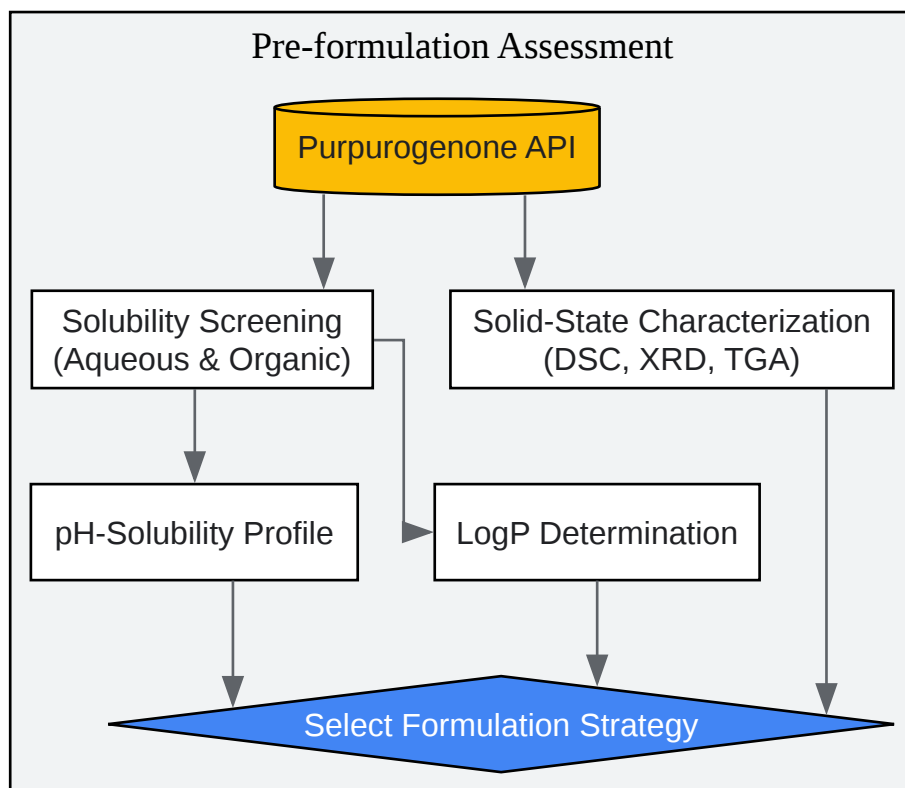 Pre-formulation Assessment
Purpurogenone API
Solubility Screening
(Aqueous & Organic)
Solid-State Characterization
(DSC, XRD, TGA)
pH-Solubility Profile
LogP Determination
Select Formulation Strategy